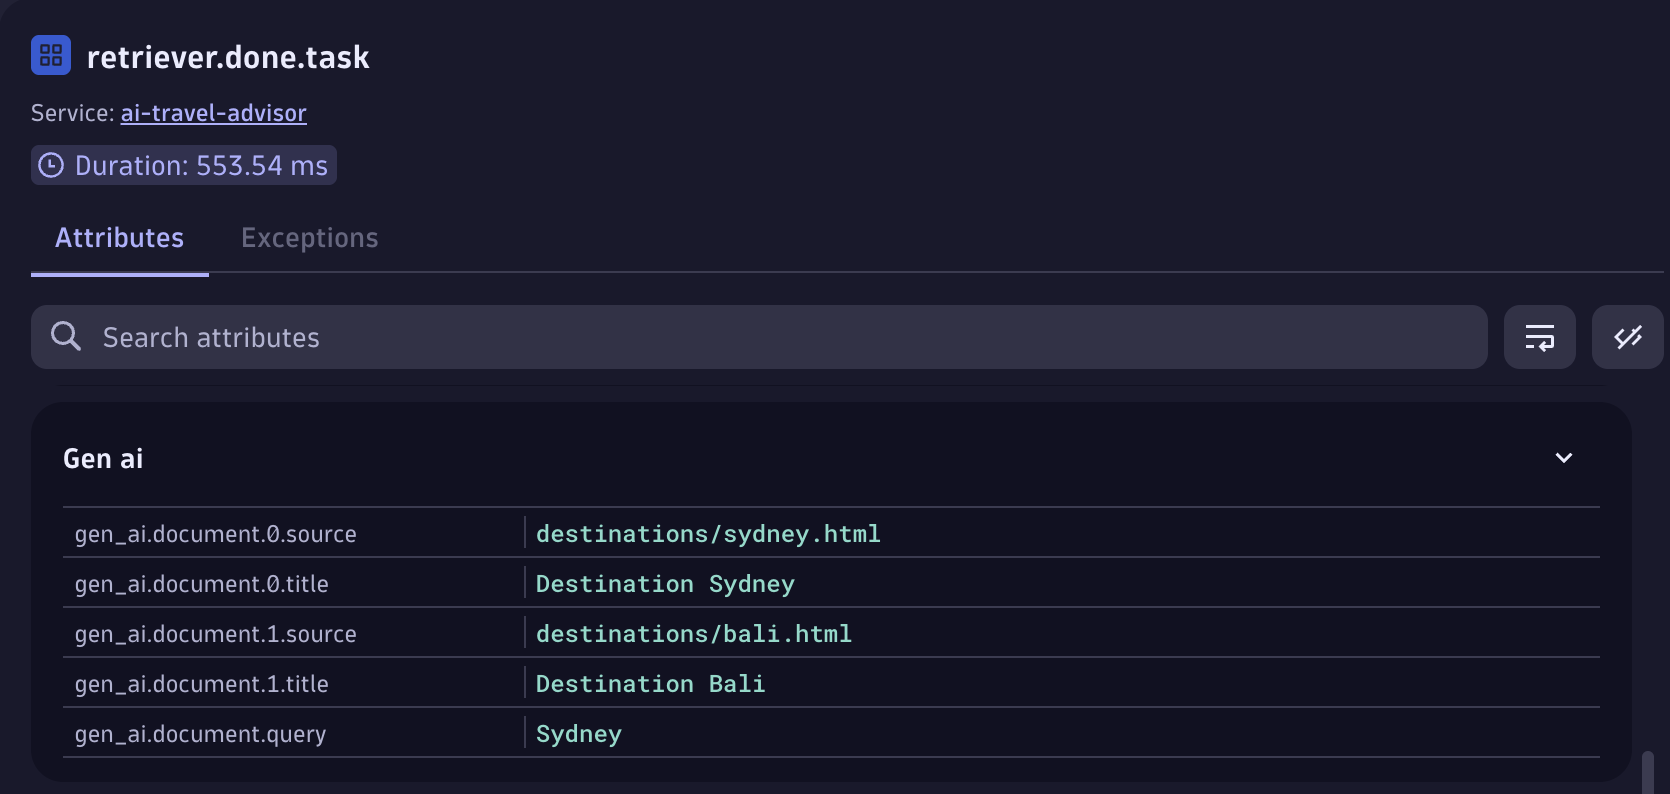 retriever.done.task
Service: ai-travel-advisor
Duration: 553.54 ms
Attributes Exceptions
Search attributes
Gen ai
gen_ai.document.0.source destinations/sydney.html
gen_ai.document.0.title Destination Sydney
gen_ai.document.1.source destinations/bali.html
gen_ai.document.1.title Destination Bali
gen_ai.document.query Sydney